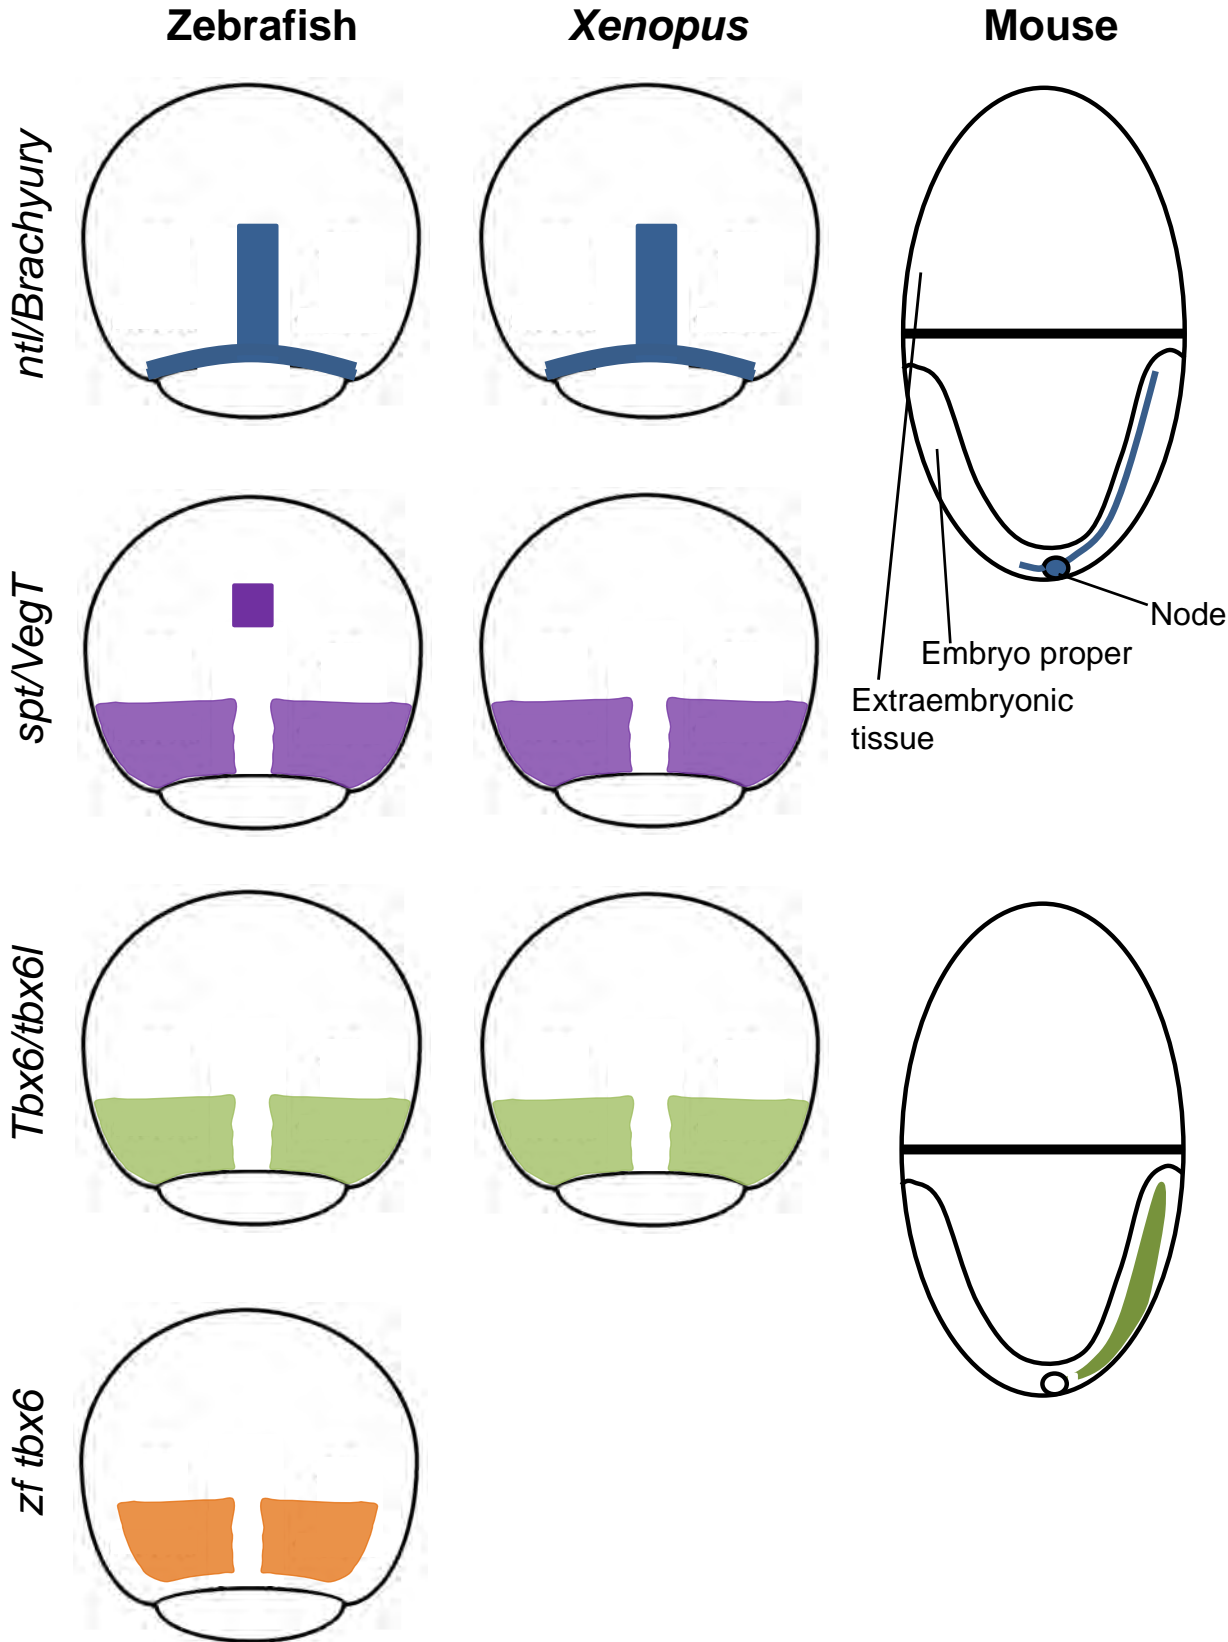 Zebrafish
Xenopus
Mouse
ntl/Brachyury
Node
Embryo proper
Extraembryonic
tissue
spt/VegT
Tbx6/tbx6l
zf tbx6